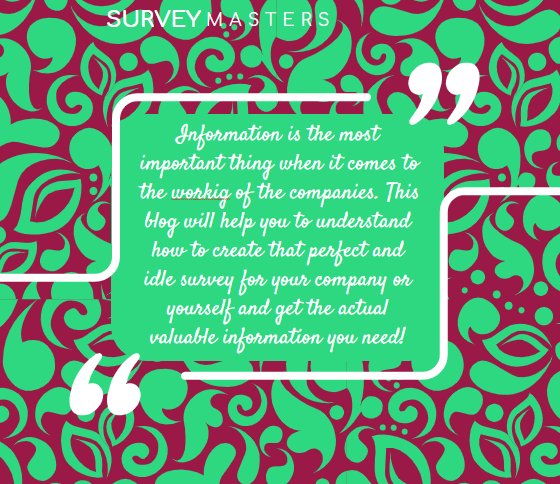 SURVEY MASTERS
”
Information is the most
important thing when it comes to
the workig of the companies. This
blog will help you to understand
how to create that perfect and
idle survey for your company or
yourself and get the actual
valuable information you need!
“